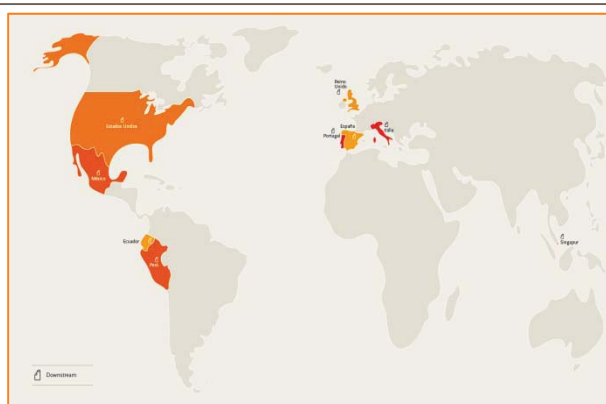 Reino
Unido
Estados Unidos
España
Portugal
Italia
México
Ecuador
Perú
Singapur
Downstream